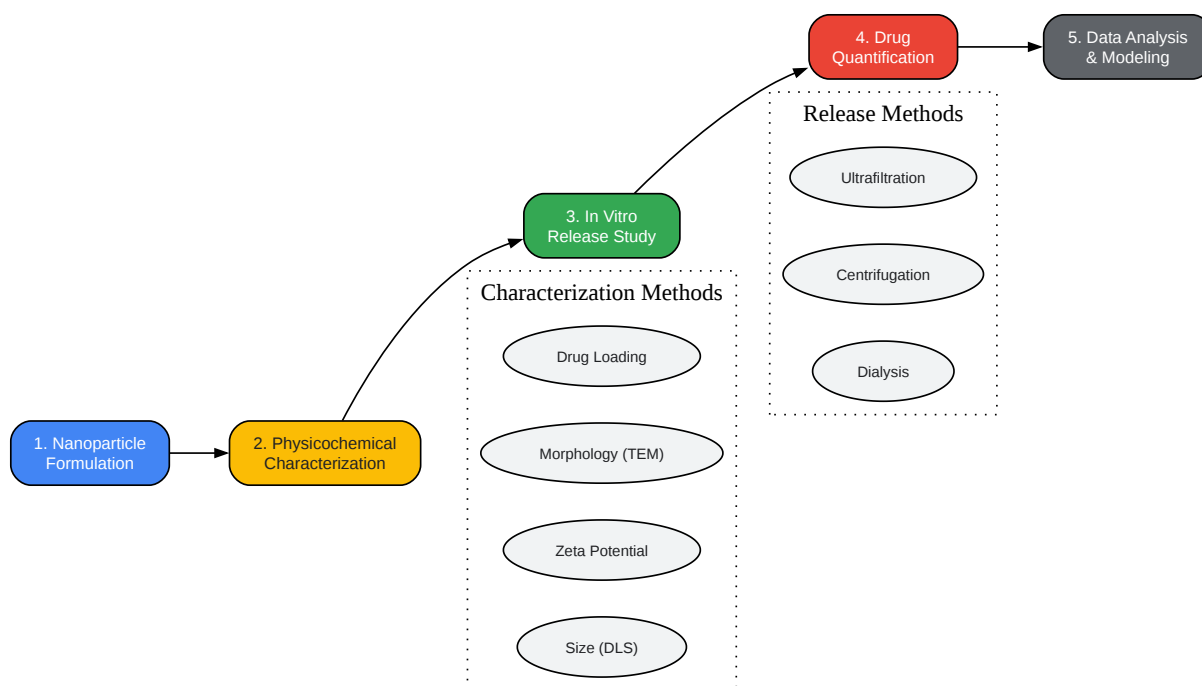 1. Nanoparticle
Formulation
2. Physicochemical
Characterization
3. In Vitro
Release Study
Characterization Methods
Drug Loading
Morphology (TEM)
Zeta Potential
Size (DLS)
4. Drug
Quantification
Release Methods
Ultrafiltration
Centrifugation
Dialysis
5. Data Analysis
& Modeling